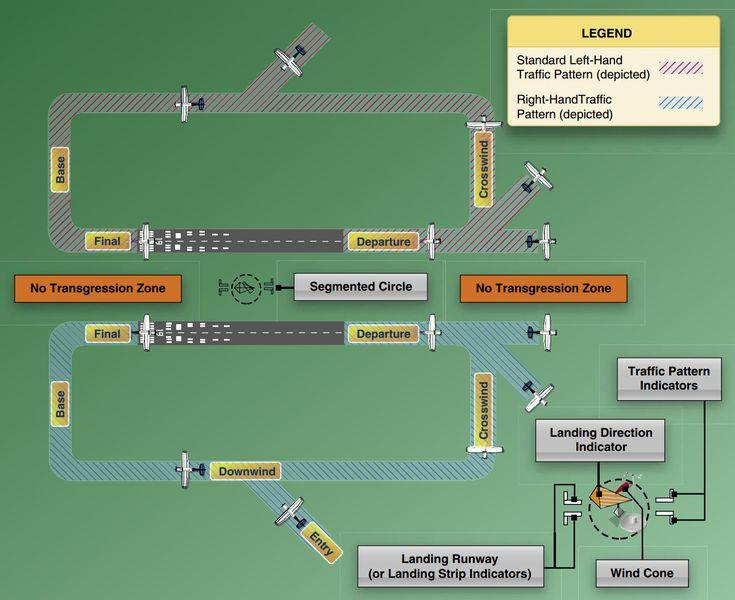 LEGEND
Standard Left-Hand
Traffic Pattern (depicted)
Right-HandTraffic
Pattern (depicted)
Base
Crosswind
Final
Departure
No Transgression Zone
Segmented Circle
No Transgression Zone
Final
Departure
Base
Crosswind
Downwind
Entry
Traffic Pattern
Indicators
Landing Direction
Indicator
Landing Runway
(or Landing Strip Indicators)
Wind Cone